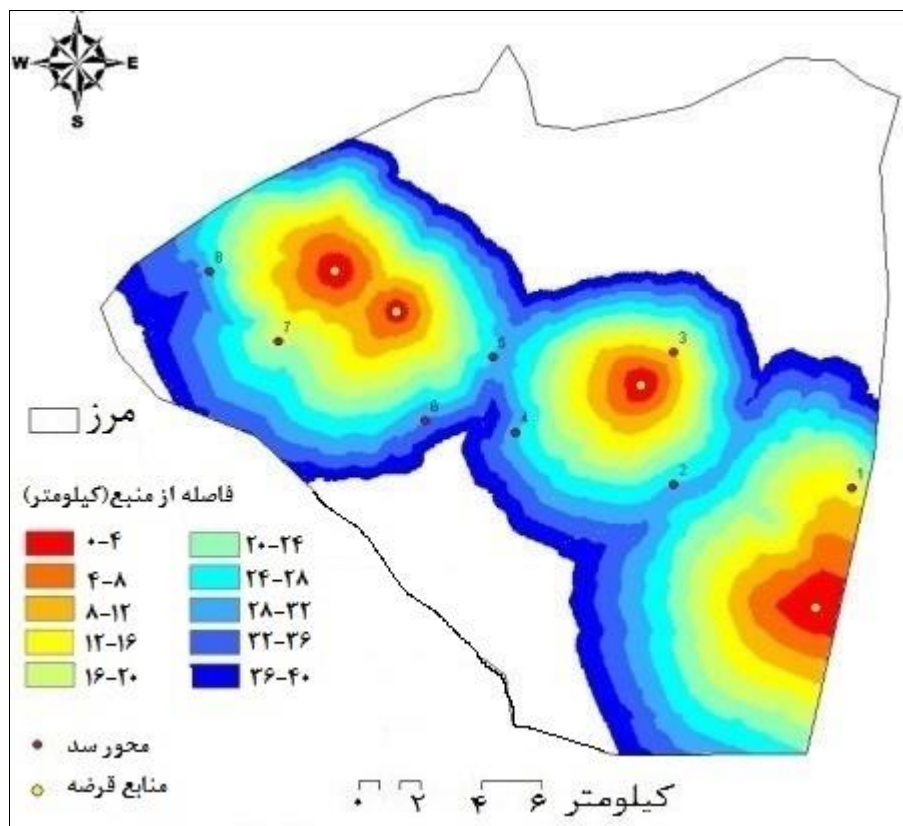 W E
S
8
7
5
3
6
4
2
1
مرز
فاصله از منبع(کیلومتر)
۰-۴
۴-۸
۸-۱۲
۱۲-۱۶
۱۶-۲۰
۲۰-۲۴
۲۴-۲۸
۲۸-۳۲
۳۲-۳۶
۳۶-۴۰
محور سد
منابع قرضه
۰ ۲ ۴ ۶ کیلومتر